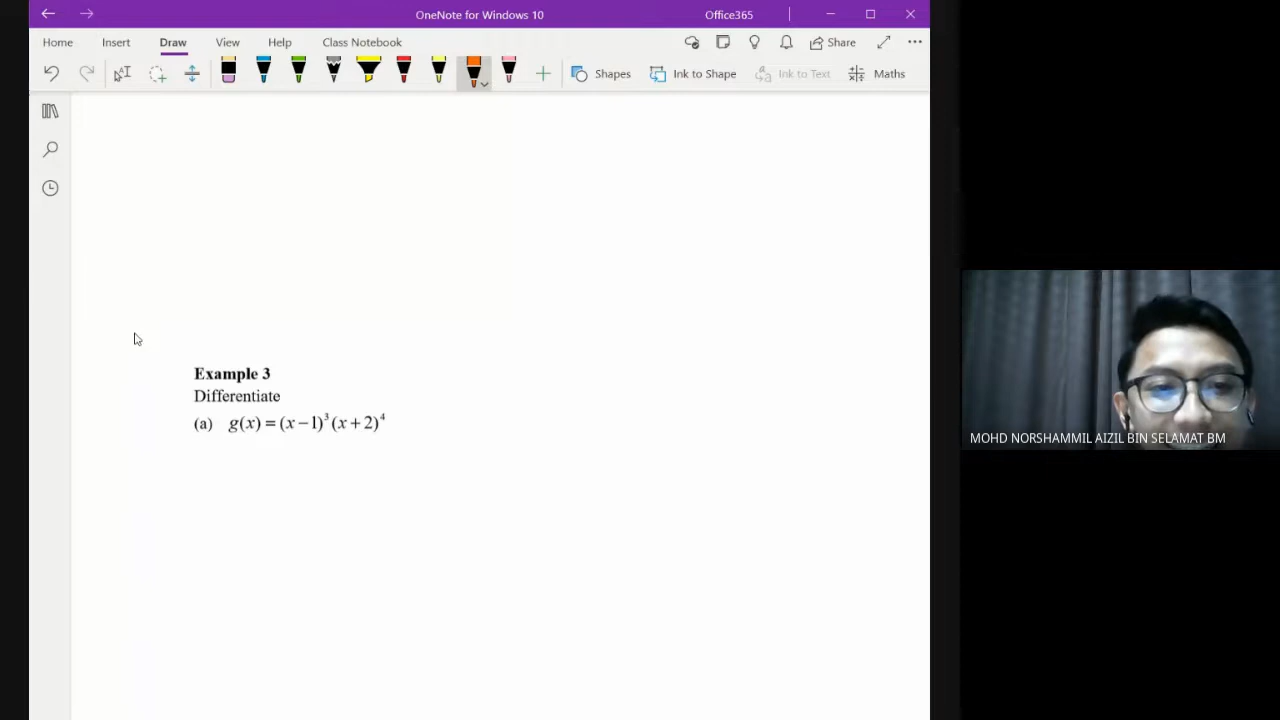 OneNote for Windows 10
Office365
Home Insert Draw View Help Class Notebook Share
Shapes Ink to Shape Ink to Text Maths
Example 3
Differentiate
(a) g(x) = (x−1)³(x+2)⁴
MOHD NORSHAMMIL AIZIL BIN SELAMAT BM